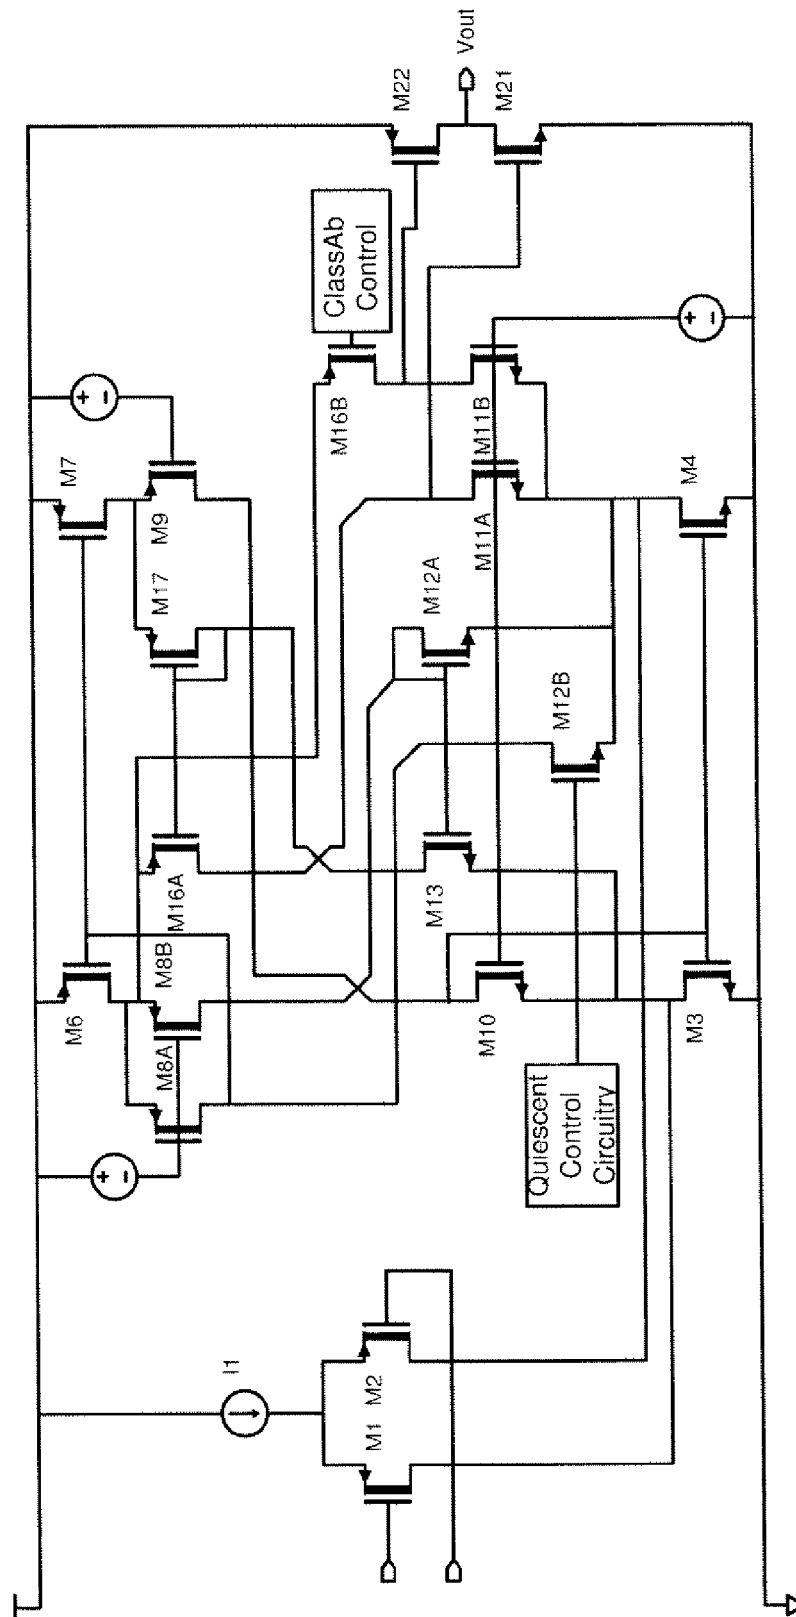 Vout
M22
M21
ClassAb
Control
+
−
M16B
M11B
M7
+
−
M9
M17
M11A
M4
M12A
M12B
M16A
M13
M8B
M6
M8A
M10
M3
+
−
Quiescent
Control
Circuitry
I1
M2
M1